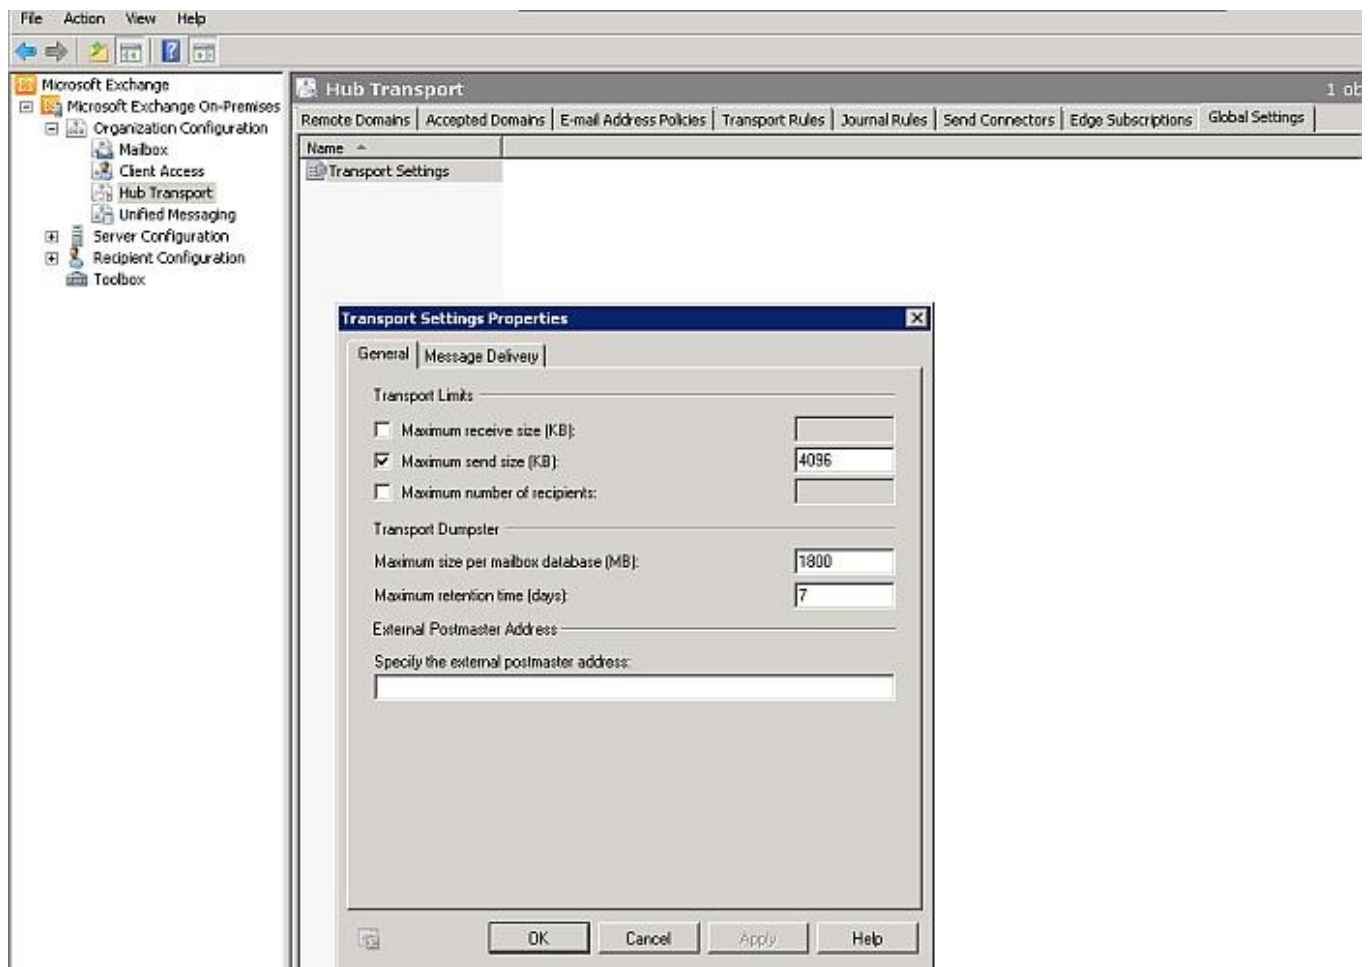 File Action View Help
Microsoft Exchange
Microsoft Exchange On-Premises
Organization Configuration
Mailbox
Client Access
Hub Transport
Unified Messaging
Server Configuration
Recipient Configuration
Toolbox
Hub Transport 1 ob
Remote Domains Accepted Domains E-mail Address Policies Transport Rules Journal Rules Send Connectors Edge Subscriptions Global Settings
Name
Transport Settings
Transport Settings Properties
General Message Delivery
Transport Limits
Maximum receive size (KB):
Maximum send size (KB): 4096
Maximum number of recipients:
Transport Dumpster
Maximum size per mailbox database (MB): 1800
Maximum retention time (days): 7
External Postmaster Address
Specify the external postmaster address:
OK Cancel Apply Help